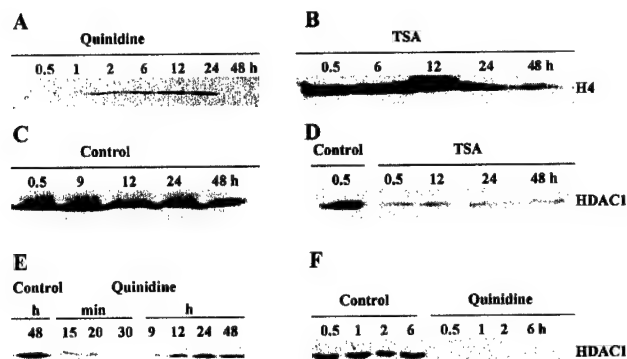 A
Quinidine
0.5 1 2 6 12 24 48 h
B
TSA
0.5 6 12 24 48 h
H4
C
Control
0.5 9 12 24 48 h
D
Control TSA
0.5 0.5 12 24 48 h
HDAC1
E
Control Quinidine
h min h
48 15 20 30 9 12 24 48
F
Control Quinidine
0.5 1 2 6 0.5 1 2 6 h
HDAC1